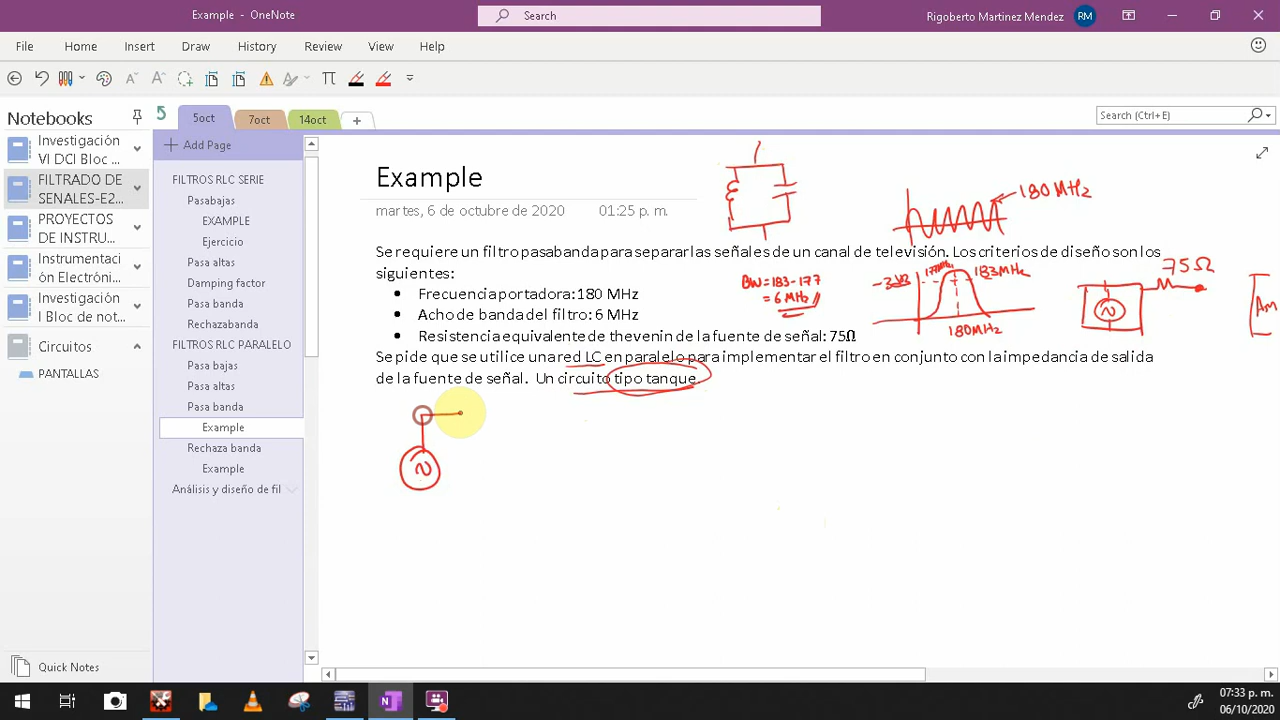 Example - OneNote
Search
Rigoberto Martinez Mendez
RM
File Home Insert Draw History Review View Help
Notebooks
5oct
7oct
14oct
Search (Ctrl+E)
Investigación
VI DCI Bloc ...
FILTRADO DE
SENALES-E2...
PROYECTOS
DE INSTRU...
Instrumentaci
ón Electróni...
Investigación
I Bloc de not...
Circuitos
PANTALLAS
Quick Notes
Add Page
FILTROS RLC SERIE
Pasabajas
EXAMPLE
Ejercicio
Pasa altas
Damping factor
Pasa banda
Rechazabanda
FILTROS RLC PARALELO
Pasa bajas
Pasa altas
Pasa banda
Example
Rechaza banda
Example
Análisis y diseño de fil
Example
martes, 6 de octubre de 2020 01:25 p. m.
180 MHz
Se requiere un filtro pasabanda para separar las señales de un canal de televisión. Los criterios de diseño son los
siguientes:
• Frecuencia portadora: 180 MHz
• Acho de banda del filtro: 6 MHz
• Resistencia equivalente de thevenin de la fuente de señal: 75Ω
BW=183-177
= 6 MHz
-3dB
177MHz
183MHz
180MHz
75Ω
Am
Se pide que se utilice una red LC en paralelo para implementar el filtro en conjunto con la impedancia de salida
de la fuente de señal. Un circuito tipo tanque.
07:33 p. m.
06/10/2020